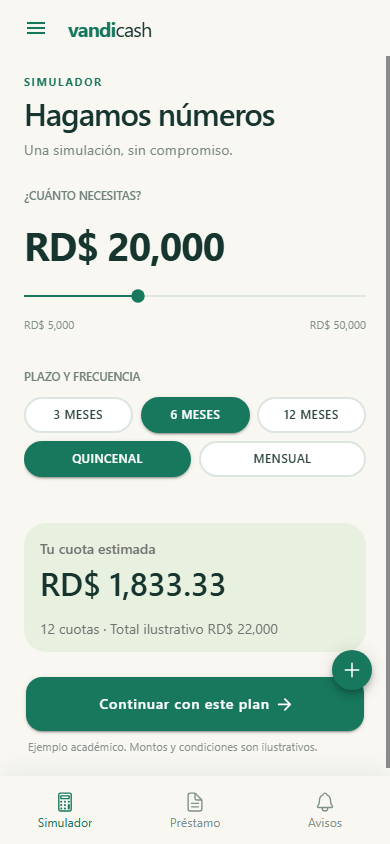 vandicash
SIMULADOR
Hagamos números
Una simulación, sin compromiso.
¿CUÁNTO NECESITAS?
RD$ 20,000
RD$ 5,000 RD$ 50,000
PLAZO Y FRECUENCIA
3 MESES 6 MESES 12 MESES
QUINCENAL MENSUAL
Tu cuota estimada
RD$ 1,833.33
12 cuotas · Total ilustrativo RD$ 22,000
Continuar con este plan →
Ejemplo académico. Montos y condiciones son ilustrativos.
Simulador Préstamo Avisos